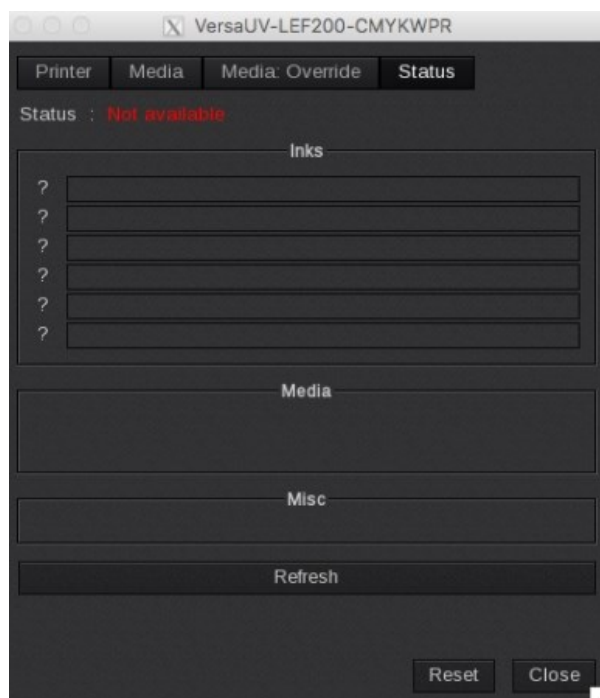 VersaUV-LEF200-CMYKWPR
Printer Media Media: Override Status
Status : Not available
Inks
?
?
?
?
?
?
Media
Misc
Refresh
Reset Close